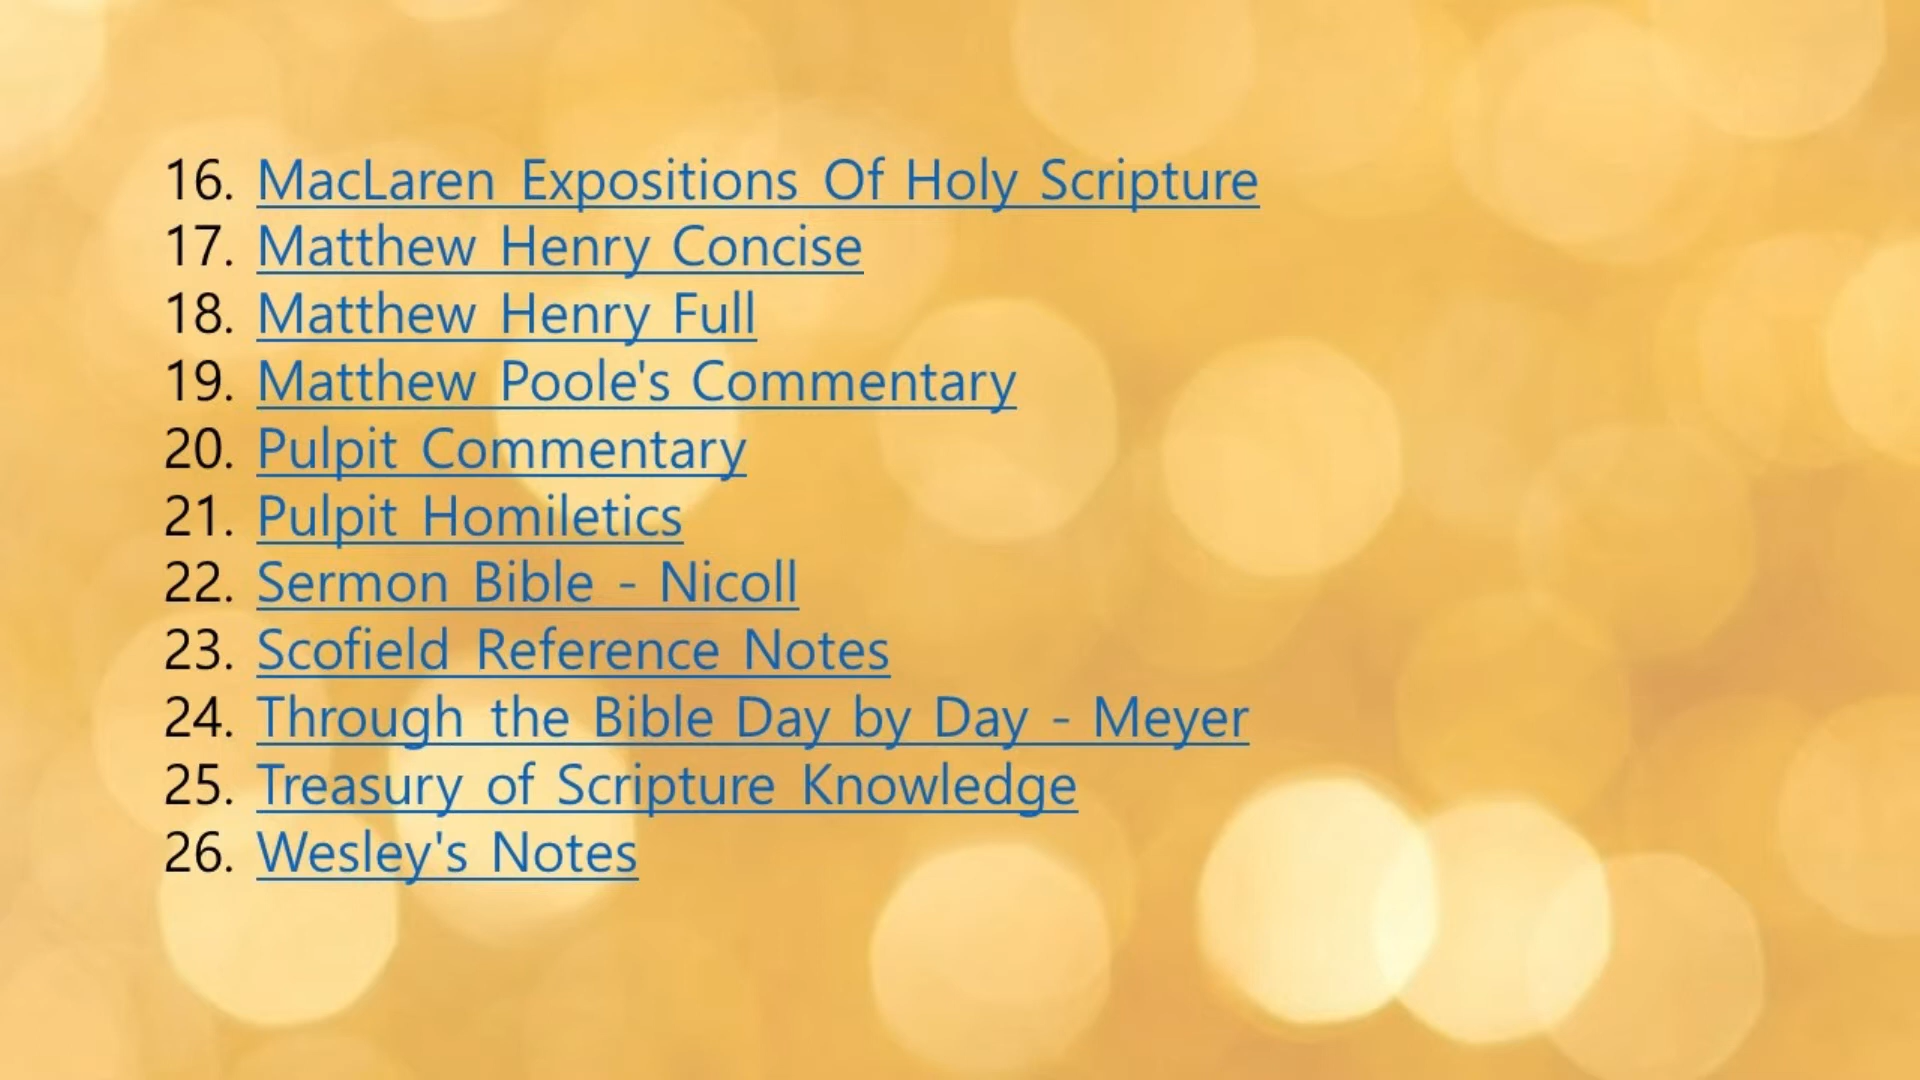 16. MacLaren Expositions Of Holy Scripture
17. Matthew Henry Concise
18. Matthew Henry Full
19. Matthew Poole's Commentary
20. Pulpit Commentary
21. Pulpit Homiletics
22. Sermon Bible - Nicoll
23. Scofield Reference Notes
24. Through the Bible Day by Day - Meyer
25. Treasury of Scripture Knowledge
26. Wesley's Notes